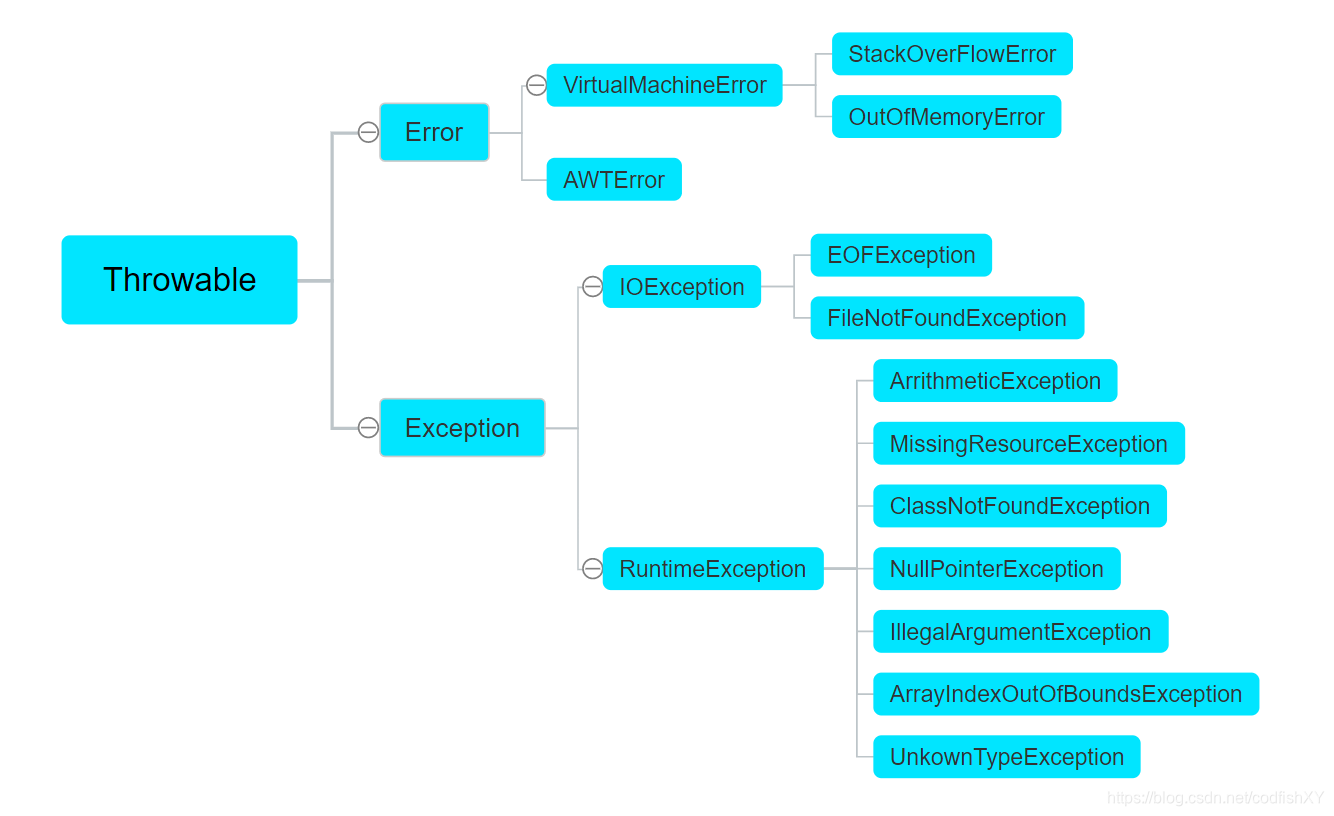 Throwable
Error
VirtualMachineError
StackOverFlowError
OutOfMemoryError
AWTError
Exception
IOException
EOFException
FileNotFoundException
RuntimeException
ArrithmeticException
MissingResourceException
ClassNotFoundException
NullPointerException
IllegalArgumentException
ArrayIndexOutOfBoundsException
UnkownTypeException
https://blog.csdn.net/codfishXY